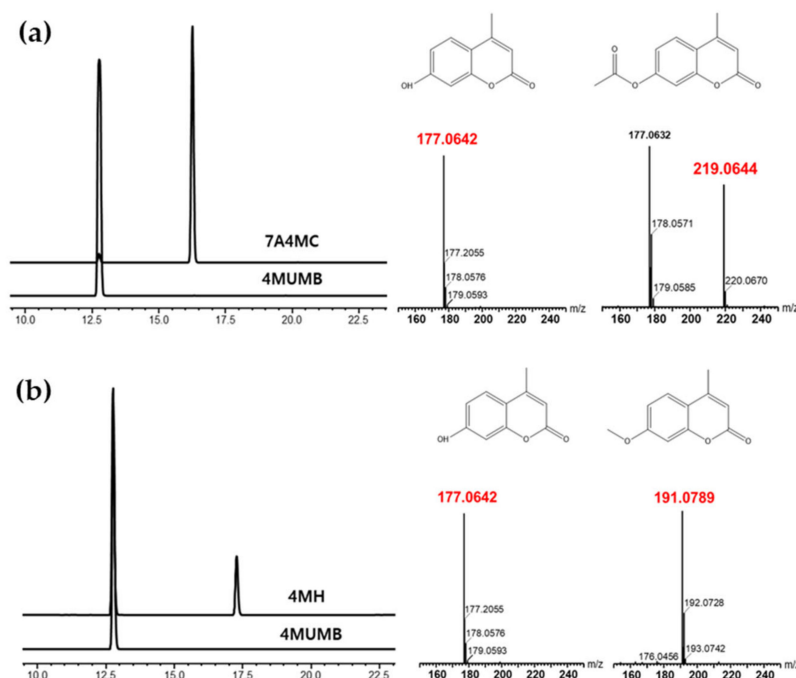 (a)
7A4MC
4MUMB
10.0 12.5 15.0 17.5 20.0 22.5
OH O O
177.0642
177.2055
178.0576
179.0593
160 180 200 220 240 m/z
O
O O O
177.0632
219.0644
178.0571
179.0585
220.0670
160 180 200 220 240 m/z
(b)
4MH
4MUMB
10.0 12.5 15.0 17.5 20.0 22.5
OH O O
177.0642
177.2055
178.0576
179.0593
160 180 200 220 240 m/z
O O O
191.0789
192.0728
176.0456 193.0742
160 180 200 220 240 m/z